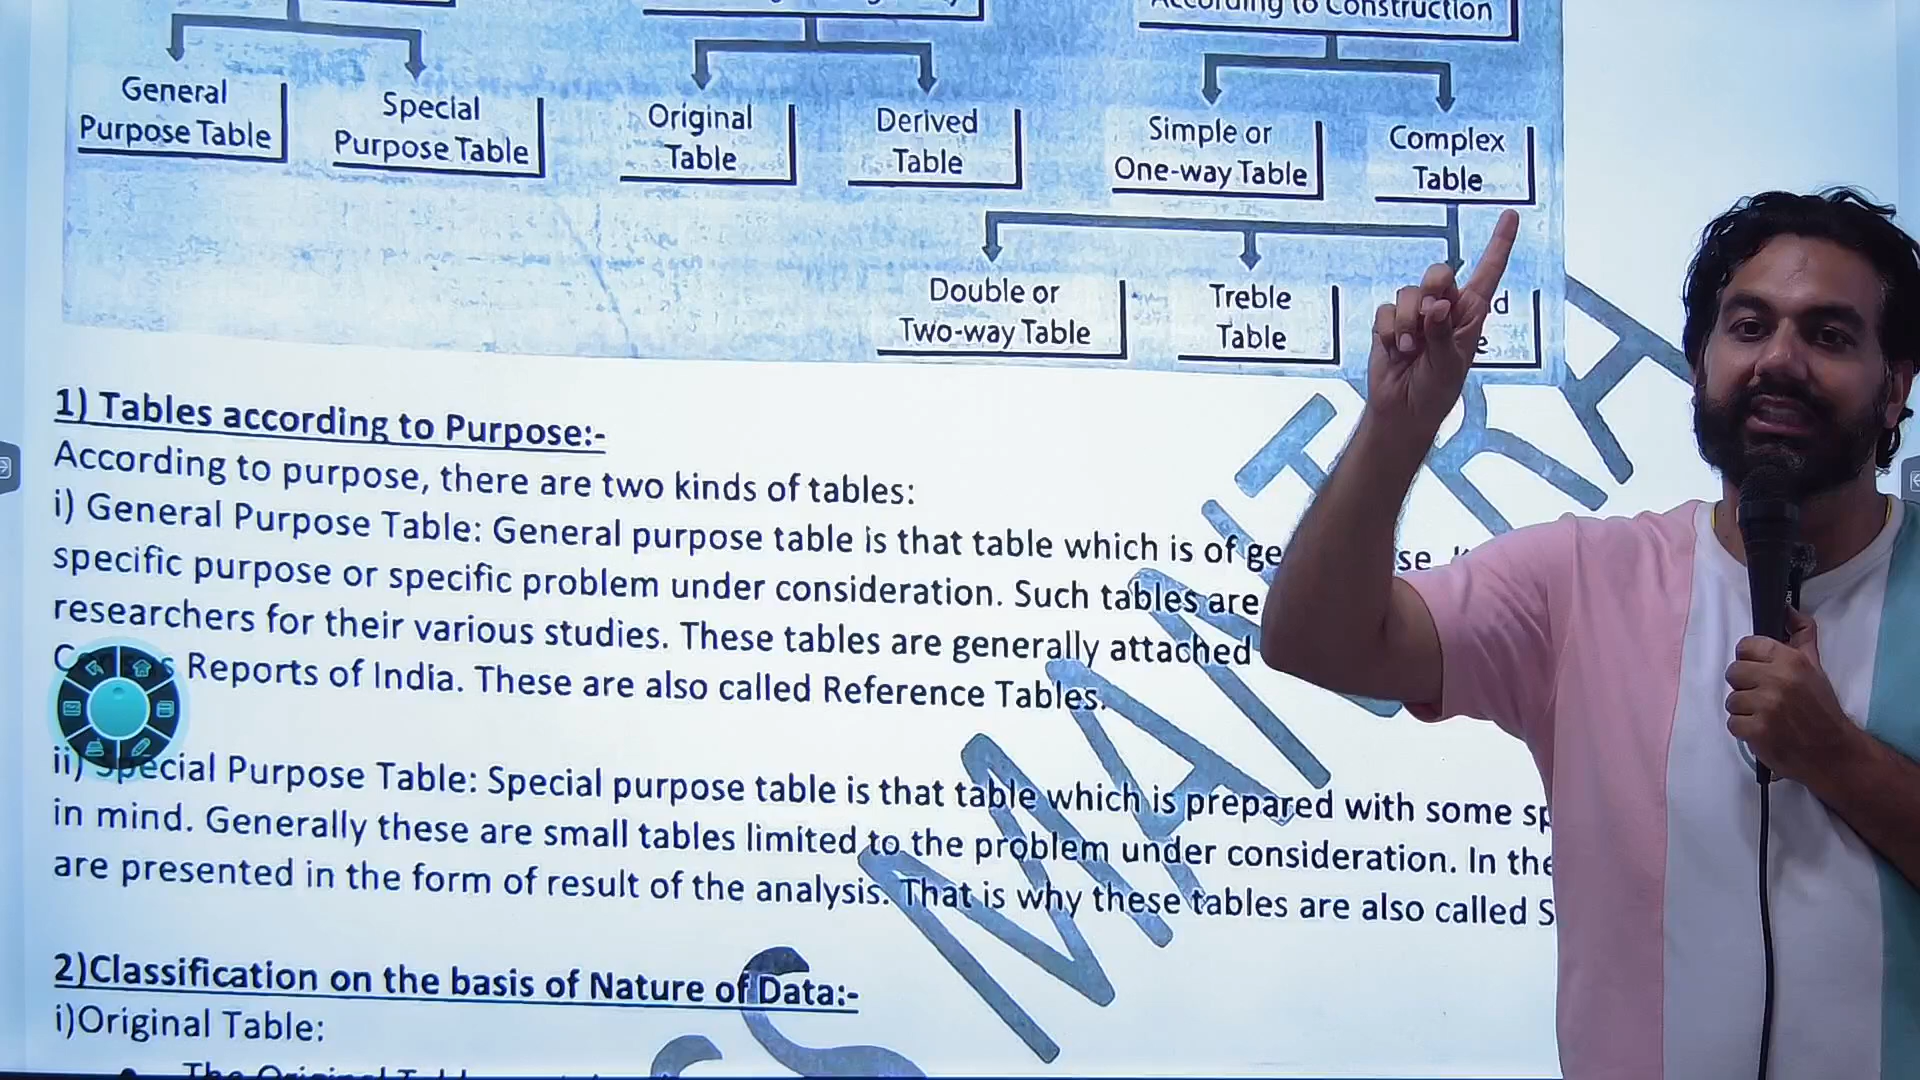 According to Construction
General
Purpose Table
Special
Purpose Table
Original
Table
Derived
Table
Simple or
One-way Table
Complex
Table
Double or
Two-way Table
Treble
Table
1) Tables according to Purpose:-
According to purpose, there are two kinds of tables:
i) General Purpose Table: General purpose table is that table which is of
specific purpose or specific problem under consideration. Such tables are
researchers for their various studies. These tables are generally attached
Reports of India. These are also called Reference Tables.
ii) Special Purpose Table: Special purpose table is that table which is prepared with some
in mind. Generally these are small tables limited to the problem under consideration. In
are presented in the form of result of the analysis. That is why these tables are also called
2)Classification on the basis of Nature of Data:-
i)Original Table:
MANTRA